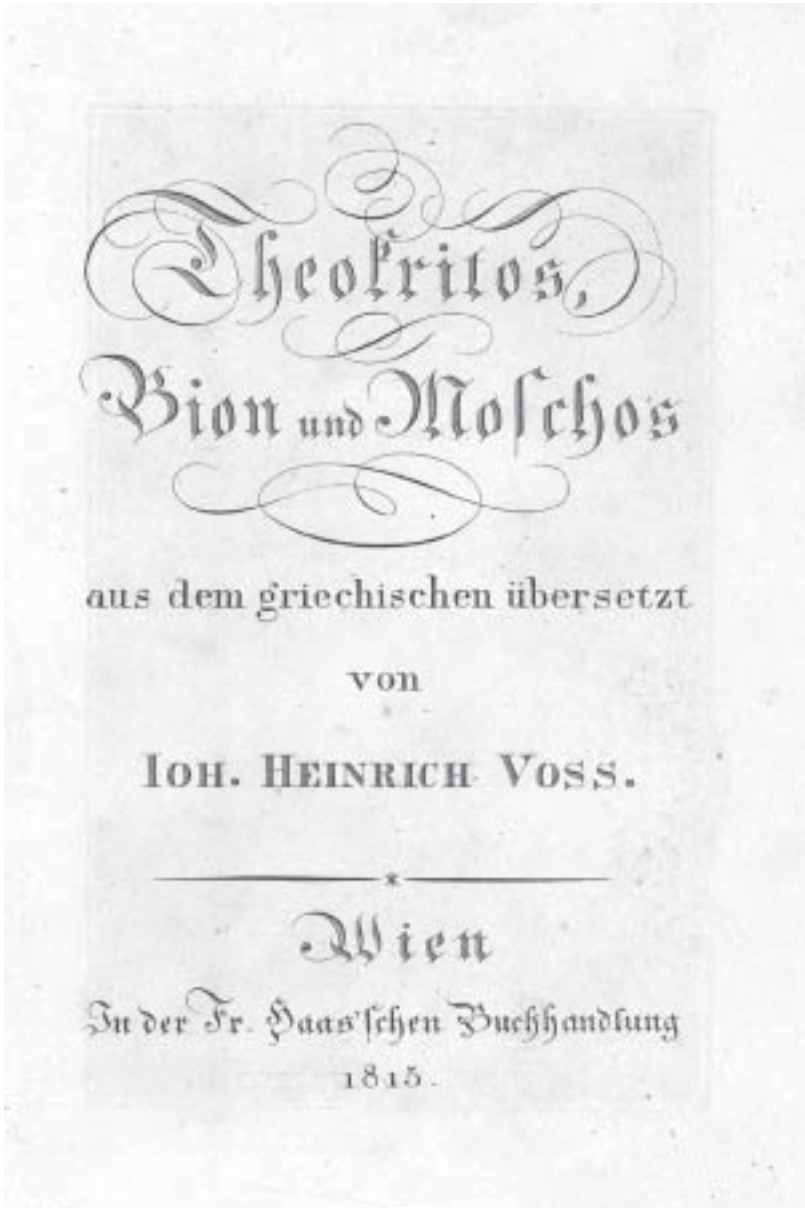 Theokritos,
Bion und Moſchos
aus dem griechischen übersetzt
von
IOH. HEINRICH VOSS.
Wien
In der Fr. Haas'ſchen Buchhandlung
1815.